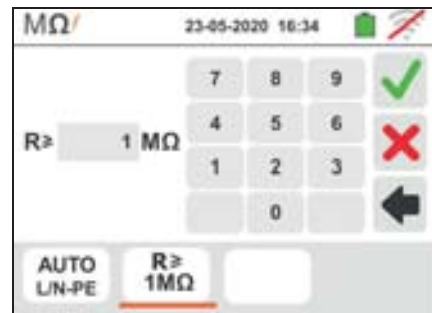 MΩ/ 23-05-2020 16:34
7 8 9
R≥ 1 MΩ
4 5 6
1 2 3
0
AUTO
L/N-PE
R≥
1MΩ